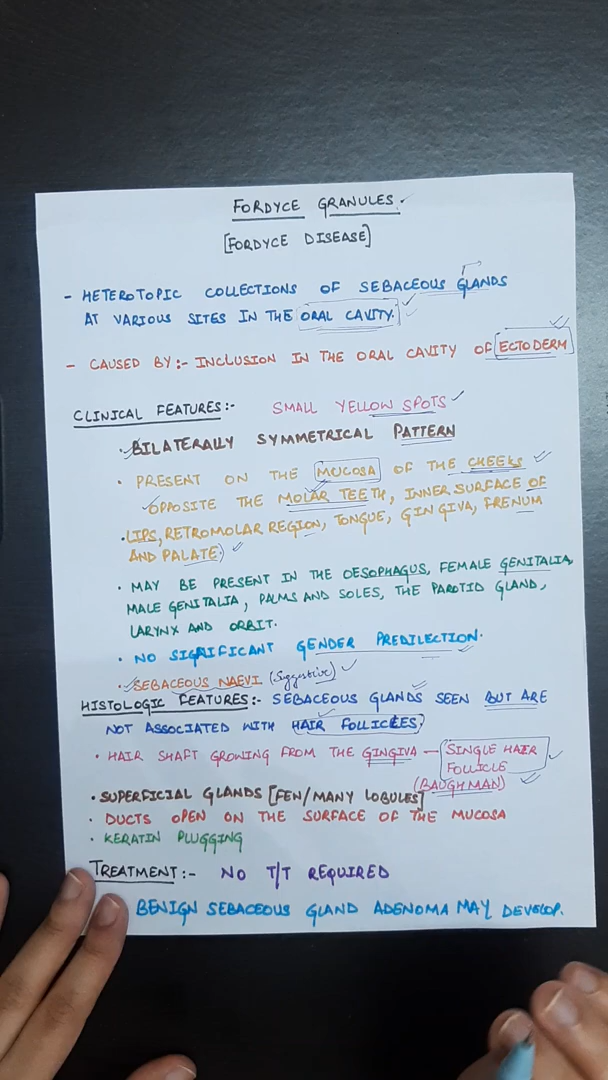 FORDYCE GRANULES.
[FORDYCE DISEASE]
- HETEROTOPIC COLLECTIONS OF SEBACEOUS GLANDS
AT VARIOUS SITES IN THE ORAL CAVITY.
- CAUSED BY:- INCLUSION IN THE ORAL CAVITY OF ECTODERM
CLINICAL FEATURES:- SMALL YELLOW SPOTS
• BILATERALLY SYMMETRICAL PATTERN
• PRESENT ON THE MUCOSA OF THE CHEEKS
OPPOSITE THE MOLAR TEETH, INNER SURFACE OF
• LIPS, RETROMOLAR REGION, TONGUE, GINGIVA, FRENUM
AND PALATE.
• MAY BE PRESENT IN THE OESOPHAGUS, FEMALE GENITALIA,
MALE GENITALIA, PALMS AND SOLES, THE PAROTID GLAND,
LARYNX AND ORBIT.
• NO SIGNIFICANT GENDER PREDILECTION.
• SEBACEOUS NAEVI (Suggestive)
HISTOLOGIC FEATURES:- SEBACEOUS GLANDS SEEN BUT ARE
NOT ASSOCIATED WITH HAIR FOLLICLES,
• HAIR SHAFT GROWING FROM THE GINGIVA - SINGLE HAIR
FOLLICLE
(BAUGHMAN)
• SUPERFICIAL GLANDS [FEN/MANY LOBULES]
• DUCTS OPEN ON THE SURFACE OF THE MUCOSA
• KERATIN PLUGGING
TREATMENT:- NO T/T REQUIRED
BENIGN SEBACEOUS GLAND ADENOMA MAY DEVELOP.